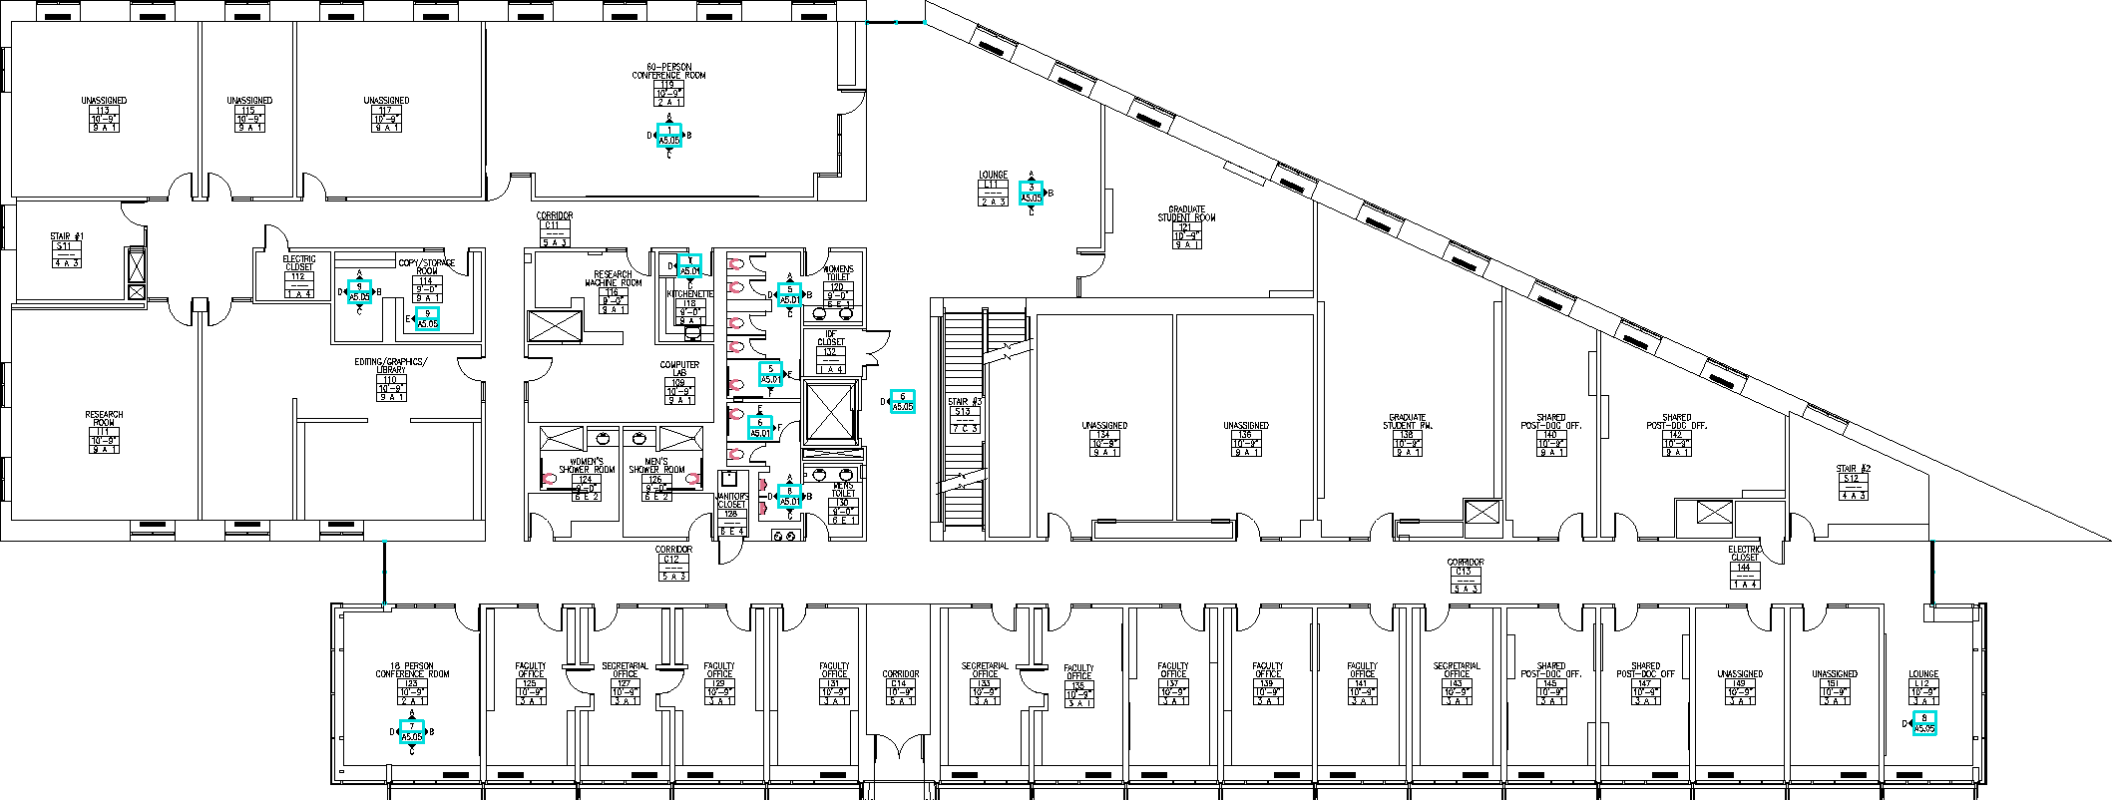 UNASSIGNED
113
10'-9"
9 A 1
UNASSIGNED
115
10'-9"
9 A 1
UNASSIGNED
117
10'-9"
9 A 1
60-PERSON
CONFERENCE ROOM
119
10'-9"
2 A 1
A
D 1 B
A5.05
C
LOUNGE
L11
---
2 A 3
A
3 B
A5.05
C
GRADUATE
STUDENT ROOM
121
10'-9"
9 A 1
STAIR #1
S11
---
4 A 3
CORRIDOR
C11
---
5 A 3
ELECTRIC
CLOSET
112
---
1 A 4
COPY/STORAGE
ROOM
114
9'-0"
9 A 1
A
D 9 B
A5.05
C
E 9
A5.05
RESEARCH
MACHINE ROOM
116
9'-0"
9 A 1
D
A5.01
C
KITCHENETTE
118
9'-0"
9 A 1
A
D 5 B
A5.01
C
WOMENS
TOILET
120
9'-0"
6 E 1
IDF
CLOSET
132
---
1 A 4
5 E
A5.01
F
EDITING/GRAPHICS/
LIBRARY
110
10'-9"
9 A 1
COMPUTER
LAB
109
10'-9"
9 A 1
RESEARCH
ROOM
111
10'-9"
9 A 1
E
6 F
A5.01
D 6
A5.05
STAIR #3
S13
---
7 C 3
UNASSIGNED
134
10'-9"
9 A 1
UNASSIGNED
136
10'-9"
9 A 1
GRADUATE
STUDENT RM.
138
10'-9"
9 A 1
SHARED
POST-DOC OFF.
140
10'-9"
9 A 1
SHARED
POST-DOC OFF.
142
10'-9"
9 A 1
STAIR #2
S12
---
4 A 3
WOMEN'S
SHOWER ROOM
124
9'-0"
6 E 2
MEN'S
SHOWER ROOM
126
9'-0"
6 E 2
JANITOR'S
CLOSET
128
---
6 E 4
A
D B
A5.01
C
MENS
TOILET
130
9'-0"
6 E 1
CORRIDOR
C12
---
5 A 3
CORRIDOR
C13
---
5 A 3
ELECTRIC
CLOSET
144
---
1 A 4
18 PERSON
CONFERENCE ROOM
123
10'-9"
2 A 1
A
D 7 B
A5.05
C
FACULTY
OFFICE
125
10'-9"
3 A 1
SECRETARIAL
OFFICE
127
10'-9"
3 A 1
FACULTY
OFFICE
129
10'-9"
3 A 1
FACULTY
OFFICE
131
10'-9"
3 A 1
CORRIDOR
C14
10'-9"
5 A 1
SECRETARIAL
OFFICE
133
10'-9"
3 A 1
FACULTY
OFFICE
135
10'-9"
3 A 1
FACULTY
OFFICE
137
10'-9"
3 A 1
FACULTY
OFFICE
139
10'-9"
3 A 1
FACULTY
OFFICE
141
10'-9"
3 A 1
SECRETARIAL
OFFICE
143
10'-9"
3 A 1
SHARED
POST-DOC OFF.
145
10'-9"
3 A 1
SHARED
POST-DOC OFF
147
10'-9"
3 A 1
UNASSIGNED
149
10'-9"
3 A 1
UNASSIGNED
151
10'-9"
3 A 1
LOUNGE
L12
10'-9"
3 A 1
D 8
A5.05